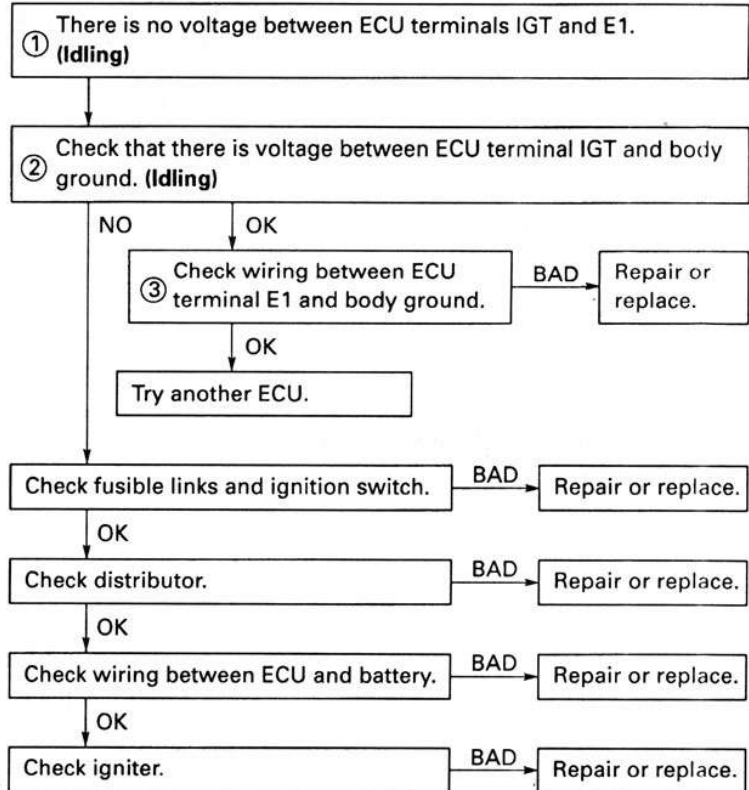 ① There is no voltage between ECU terminals IGT and E1.
(Idling)
② Check that there is voltage between ECU terminal IGT and body
ground. (Idling)
NO
OK
③ Check wiring between ECU
terminal E1 and body ground.
BAD
Repair or
replace.
OK
Try another ECU.
Check fusible links and ignition switch.
BAD
Repair or replace.
OK
Check distributor.
BAD
Repair or replace.
OK
Check wiring between ECU and battery.
BAD
Repair or replace.
OK
Check igniter.
BAD
Repair or replace.